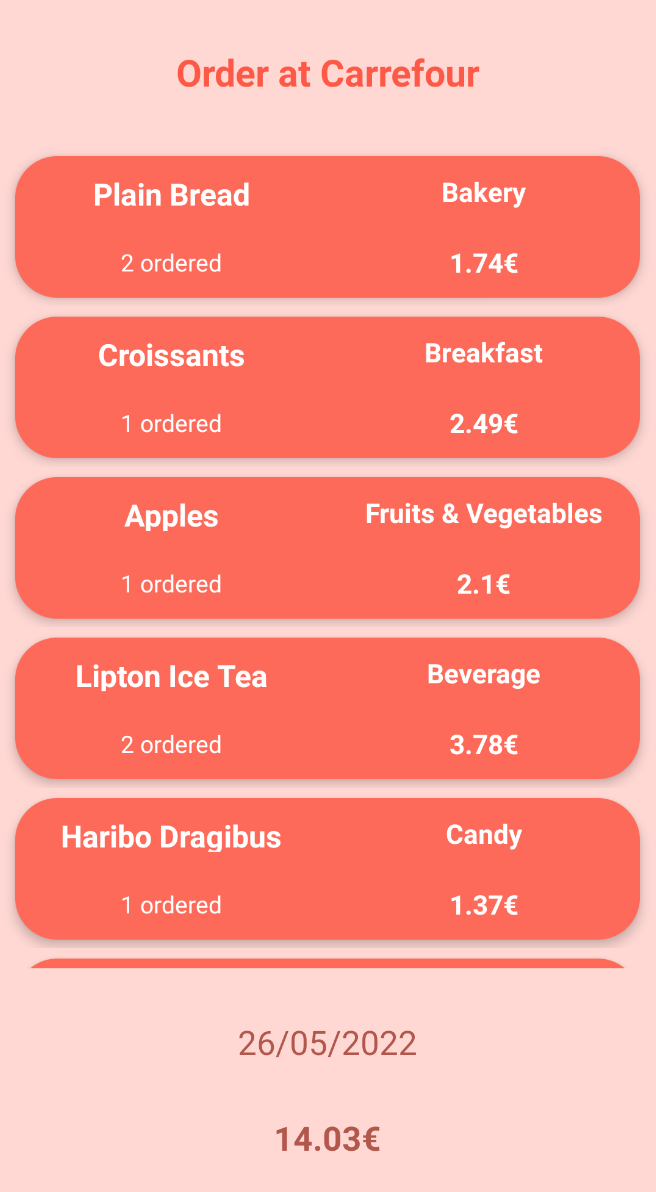 Order at Carrefour
Plain Bread
Bakery
2 ordered
1.74€
Croissants
Breakfast
1 ordered
2.49€
Apples
Fruits & Vegetables
1 ordered
2.1€
Lipton Ice Tea
Beverage
2 ordered
3.78€
Haribo Dragibus
Candy
1 ordered
1.37€
26/05/2022
14.03€